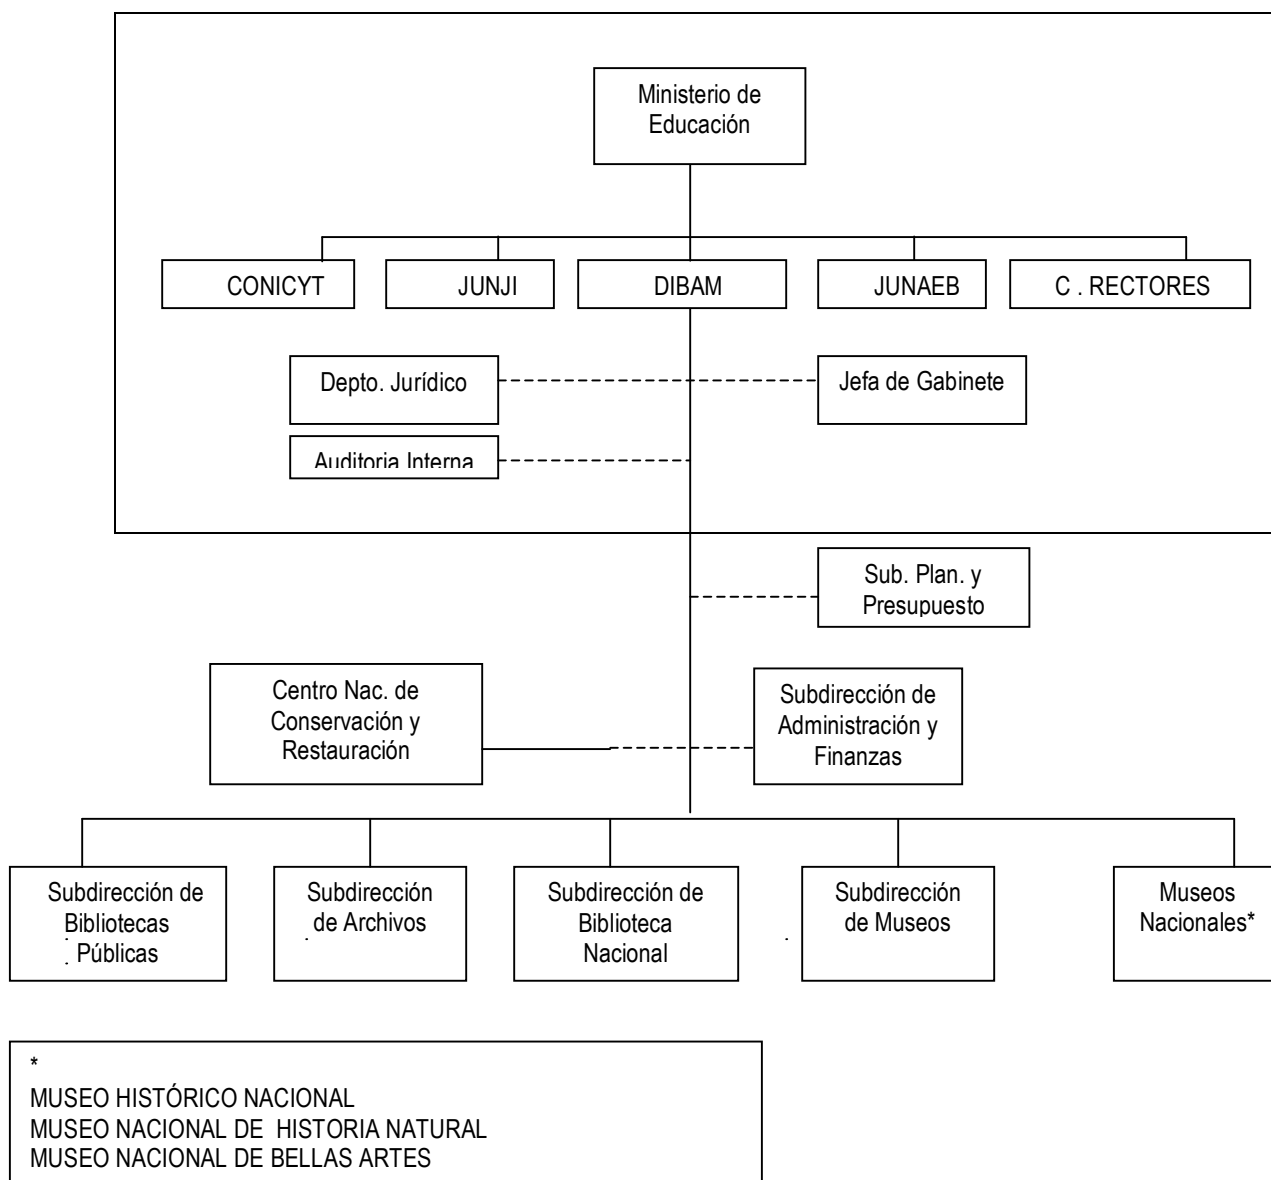 Ministerio de
Educación
CONICYT
JUNJI
DIBAM
JUNAEB
C . RECTORES
Depto. Jurídico
Jefa de Gabinete
Auditoria Interna
Sub. Plan. y
Presupuesto
Centro Nac. de
Conservación y
Restauración
Subdirección de
Administración y
Finanzas
Subdirección de
Bibliotecas
Públicas
Subdirección
de Archivos
Subdirección de
Biblioteca
Nacional
Subdirección
de Museos
Museos
Nacionales*
*
MUSEO HISTÓRICO NACIONAL
MUSEO NACIONAL DE  HISTORIA NATURAL
MUSEO NACIONAL DE BELLAS ARTES